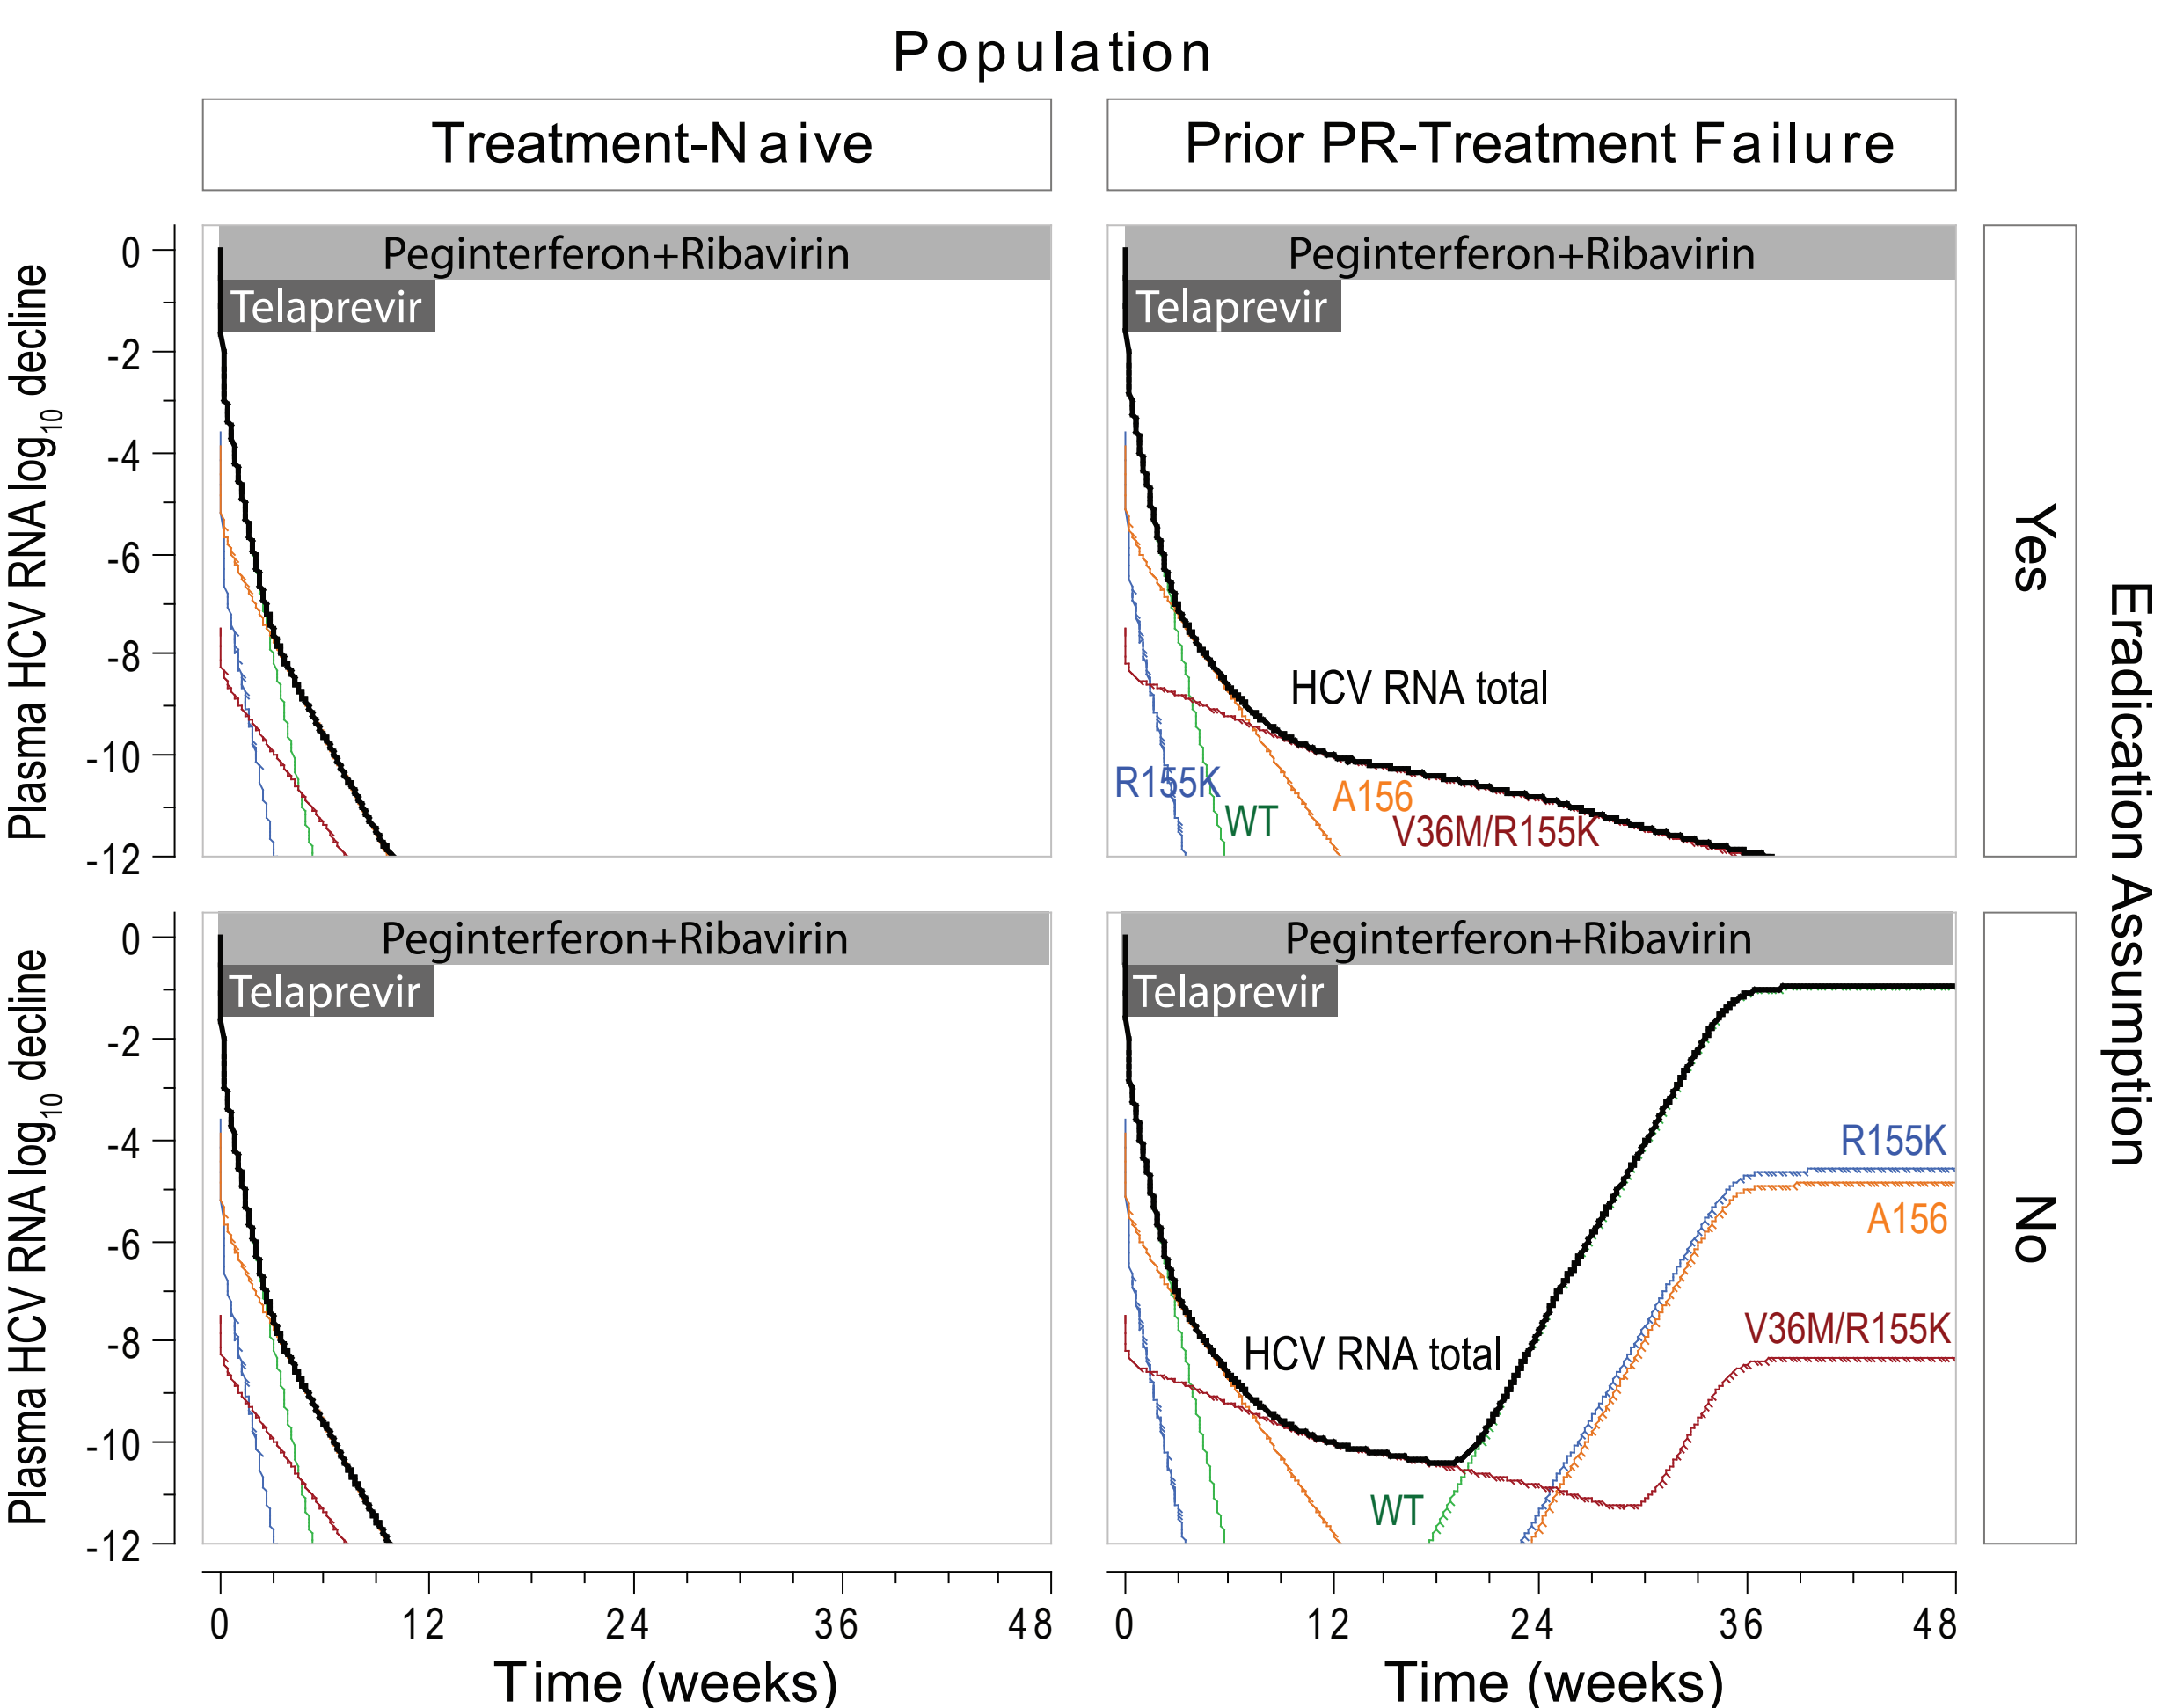 Population
Treatment-Naive
Prior PR-Treatment Failure
Plasma HCV RNA log10 decline
0
-2
-4
-6
-8
-10
-12
Peginterferon+Ribavirin
Telaprevir
Peginterferon+Ribavirin
Telaprevir
HCV RNA total
R155K
WT
A156
V36M/R155K
Yes
Eradication Assumption
Plasma HCV RNA log10 decline
0
-2
-4
-6
-8
-10
-12
Peginterferon+Ribavirin
Telaprevir
Peginterferon+Ribavirin
Telaprevir
R155K
A156
V36M/R155K
HCV RNA total
WT
No
0 12 24 36 48
0 12 24 36 48
Time (weeks)
Time (weeks)